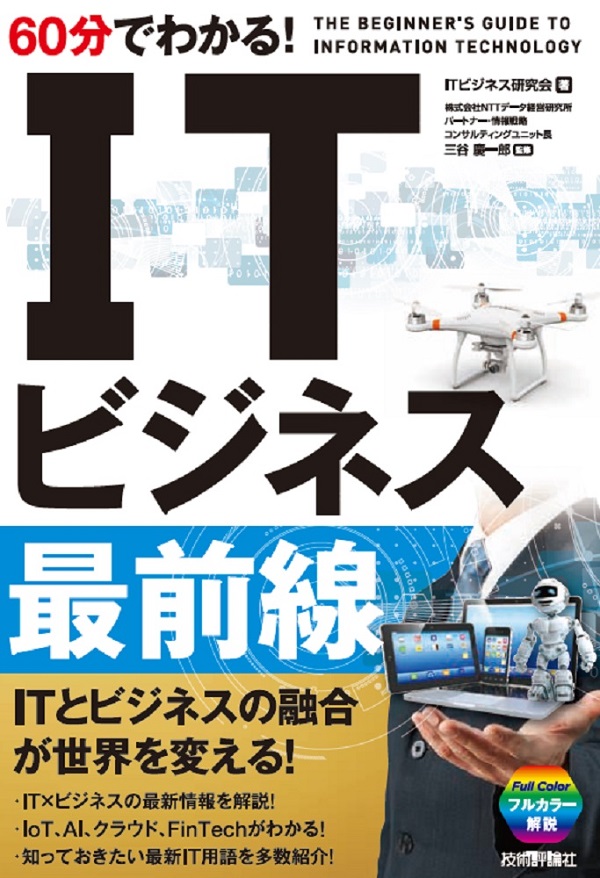 60分でわかる!
THE BEGINNER'S GUIDE TO
INFORMATION TECHNOLOGY
IT
ITビジネス研究会 著
株式会社NTTデータ経営研究所
パートナー・情報戦略
コンサルティングユニット長
三谷 慶一郎 監修
ビジネス
最前線
ITとビジネスの融合
が世界を変える!
・IT×ビジネスの最新情報を解説!
・IoT、AI、クラウド、FinTechがわかる!
・知っておきたい最新IT用語を多数紹介!
Full Color
フルカラー
解説
技術評論社